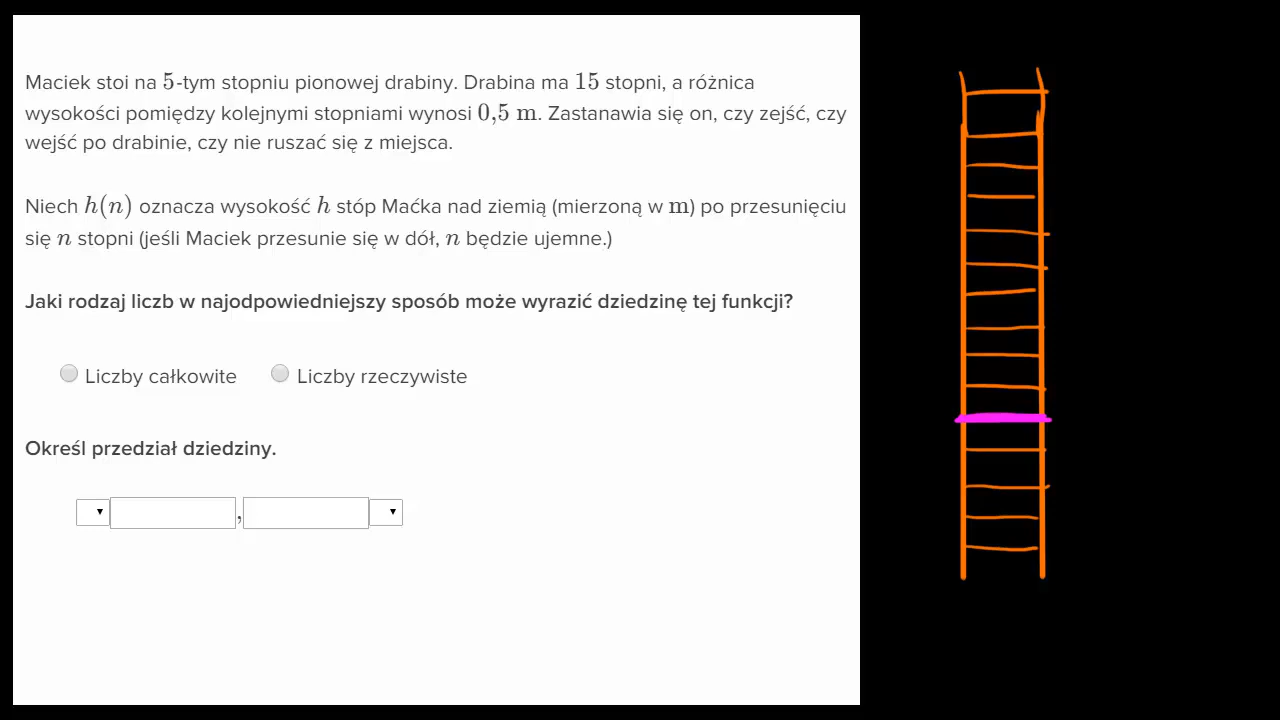 Maciek stoi na 5-tym stopniu pionowej drabiny. Drabina ma 15 stopni, a różnica
wysokości pomiędzy kolejnymi stopniami wynosi 0,5 m. Zastanawia się on, czy zejść, czy
wejść po drabinie, czy nie ruszać się z miejsca.
Niech h(n) oznacza wysokość h stóp Maćka nad ziemią (mierzoną w m) po przesunięciu
się n stopni (jeśli Maciek przesunie się w dół, n będzie ujemne.)
Jaki rodzaj liczb w najodpowiedniejszy sposób może wyrazić dziedzinę tej funkcji?
Liczby całkowite Liczby rzeczywiste
Określ przedział dziedziny.
,